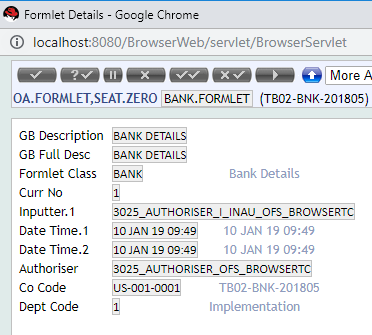 Formlet Details - Google Chrome
localhost:8080/BrowserWeb/servlet/BrowserServlet
More A
OA.FORMLET,SEAT.ZERO BANK.FORMLET (TB02-BNK-201805)
GB Description BANK DETAILS
GB Full Desc BANK DETAILS
Formlet Class BANK Bank Details
Curr No 1
Inputter.1 3025_AUTHORISER_I_INAU_OFS_BROWSERTC
Date Time.1 10 JAN 19 09:49 10 JAN 19 09:49
Date Time.2 10 JAN 19 09:49 10 JAN 19 09:49
Authoriser 3025_AUTHORISER_OFS_BROWSERTC
Co Code US-001-0001 TB02-BNK-201805
Dept Code 1 Implementation